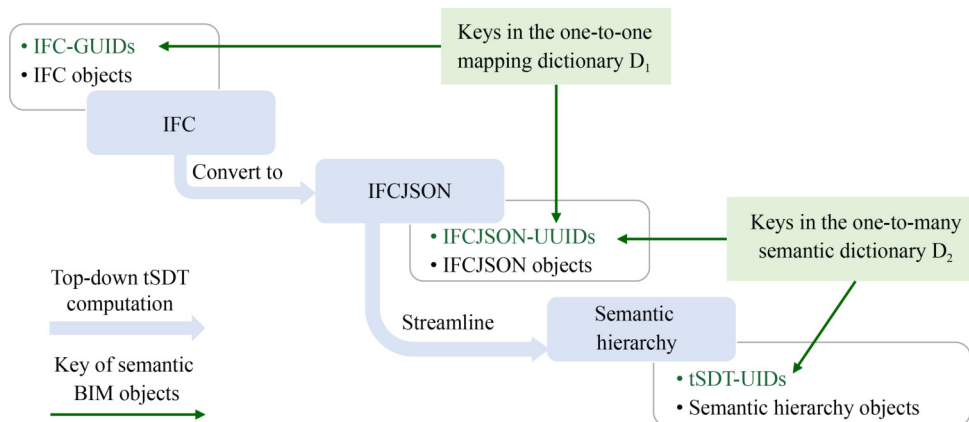 • IFC-GUIDs
• IFC objects
Keys in the one-to-one
mapping dictionary D₁
IFC
Convert to
IFCJSON
• IFCJSON-UUIDs
• IFCJSON objects
Keys in the one-to-many
semantic dictionary D₂
Top-down tSDT
computation
Streamline
Semantic
hierarchy
Key of semantic
BIM objects
• tSDT-UIDs
• Semantic hierarchy objects